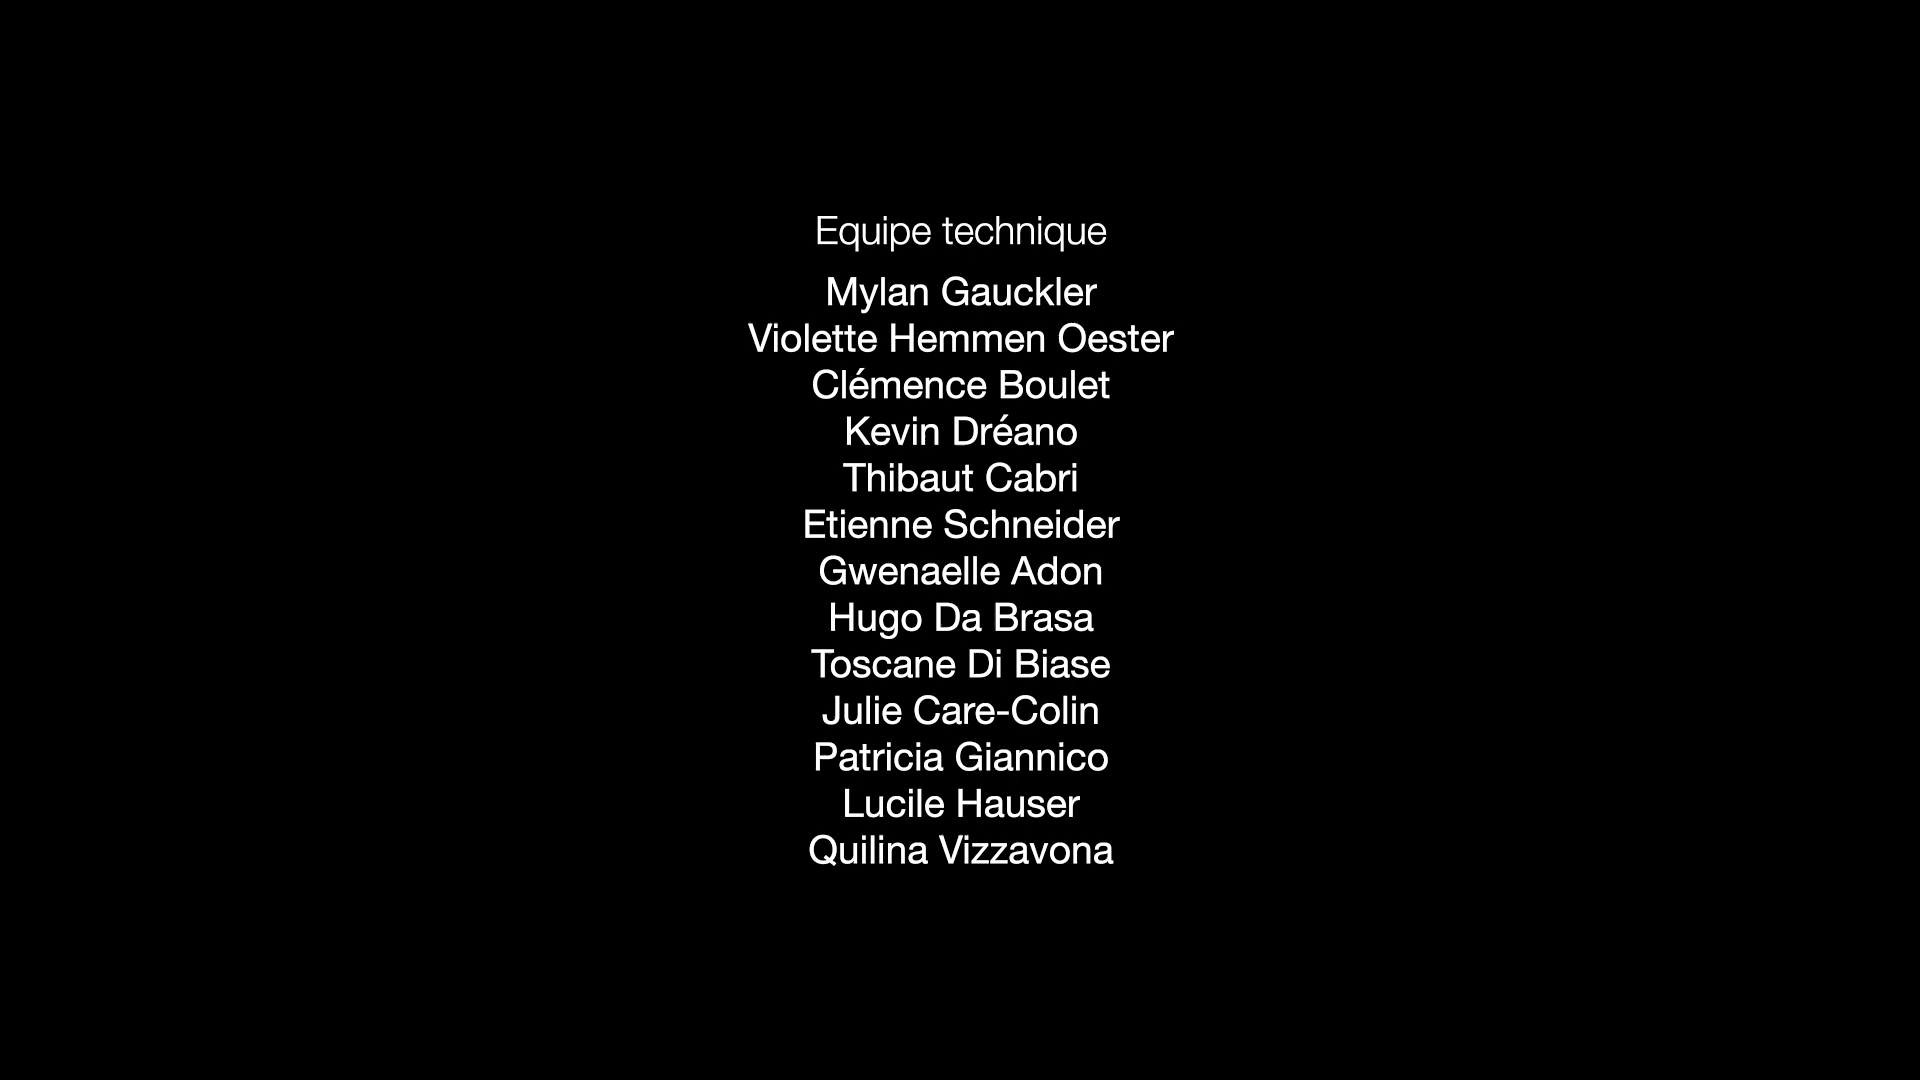 Equipe technique
Mylan Gauckler
Violette Hemmen Oester
Clémence Boulet
Kevin Dréano
Thibaut Cabri
Etienne Schneider
Gwenaelle Adon
Hugo Da Brasa
Toscane Di Biase
Julie Care-Colin
Patricia Giannico
Lucile Hauser
Quilina Vizzavona